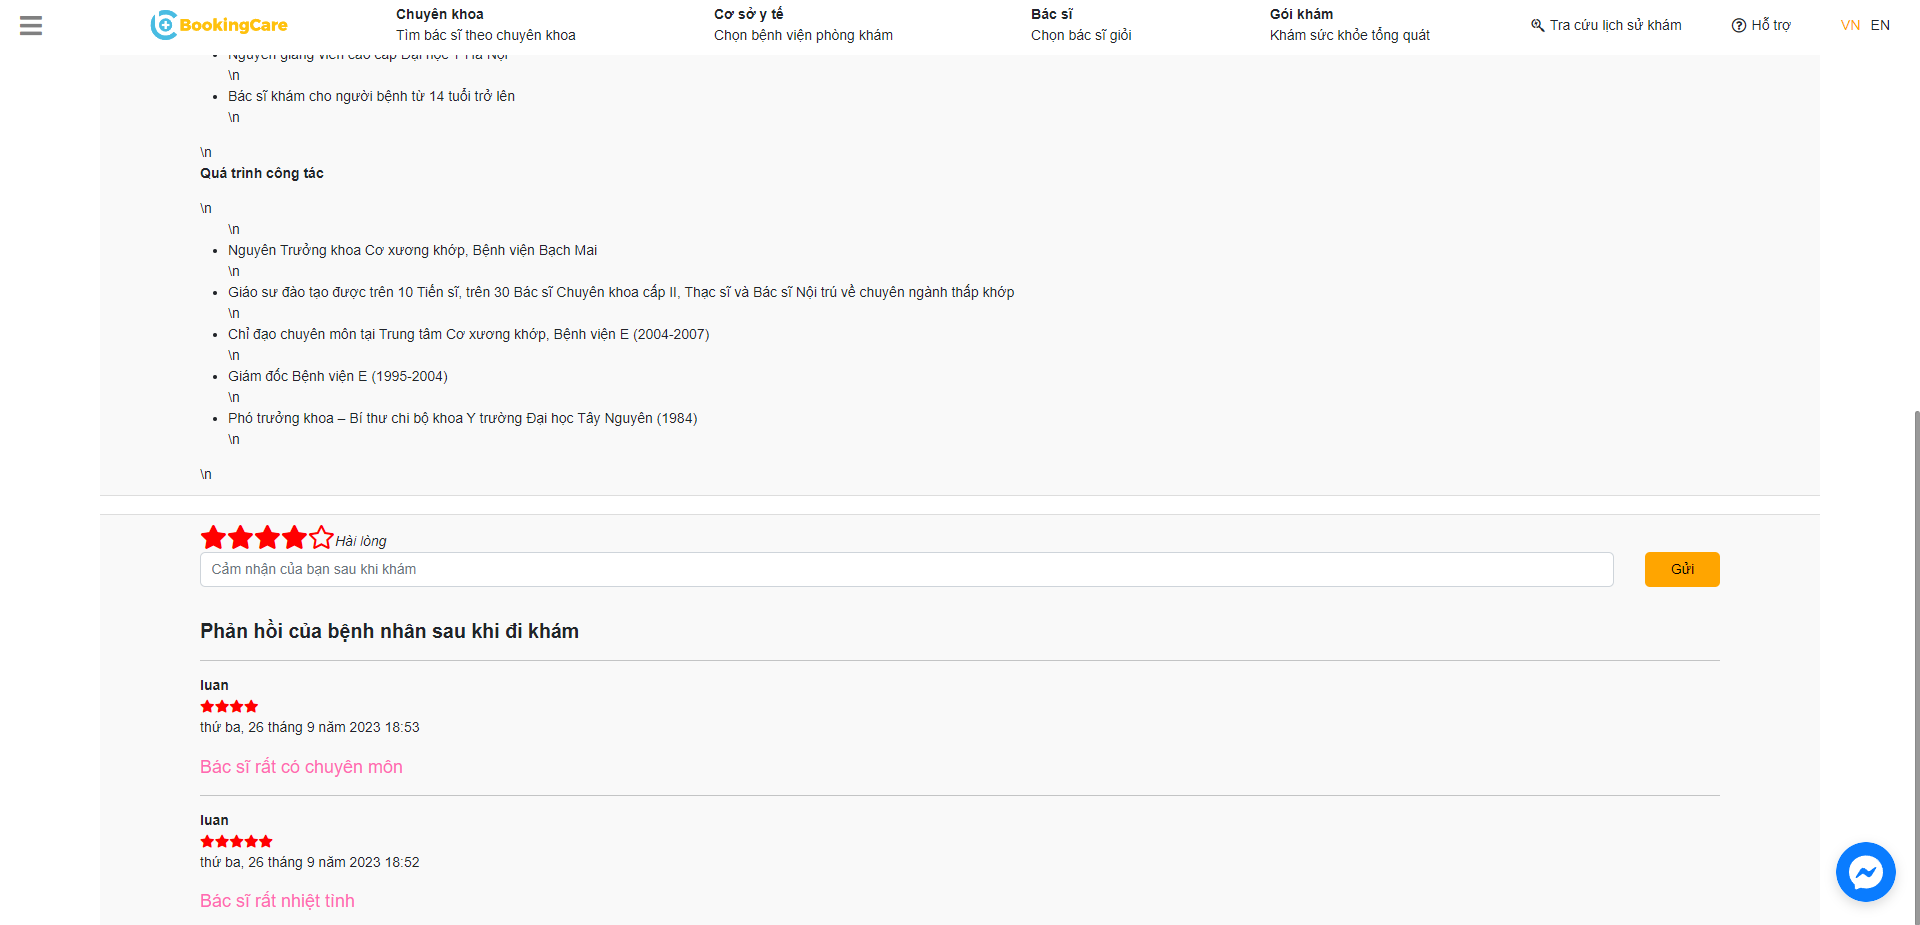 BookingCare
Chuyên khoa
Tìm bác sĩ theo chuyên khoa
Cơ sở y tế
Chọn bệnh viện phòng khám
Bác sĩ
Chọn bác sĩ giỏi
Gói khám
Khám sức khỏe tổng quát
Tra cứu lịch sử khám
Hỗ trợ
VN EN
Nguyên giảng viên cao cấp Đại học Y Hà Nội
\n
Bác sĩ khám cho người bệnh từ 14 tuổi trở lên
\n
\n
Quá trình công tác
\n
\n
Nguyên Trưởng khoa Cơ xương khớp, Bệnh viện Bạch Mai
\n
Giáo sư đào tạo được trên 10 Tiến sĩ, trên 30 Bác sĩ Chuyên khoa cấp II, Thạc sĩ và Bác sĩ Nội trú về chuyên ngành thấp khớp
\n
Chỉ đạo chuyên môn tại Trung tâm Cơ xương khớp, Bệnh viện E (2004-2007)
\n
Giám đốc Bệnh viện E (1995-2004)
\n
Phó trưởng khoa – Bí thư chi bộ khoa Y trường Đại học Tây Nguyên (1984)
\n
\n
Hài lòng
Cảm nhận của bạn sau khi khám
Gửi
Phản hồi của bệnh nhân sau khi đi khám
luan
thứ ba, 26 tháng 9 năm 2023 18:53
Bác sĩ rất có chuyên môn
luan
thứ ba, 26 tháng 9 năm 2023 18:52
Bác sĩ rất nhiệt tình